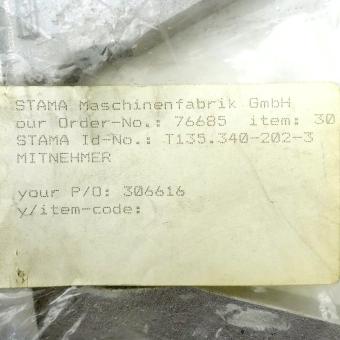 STAMA Maschinenfabrik GmbH
our Order-No.: 76685 item: 30
STAMA Id-No.: T135.340-202-3
MITNEHMER
your P/O: 306616
y/item-code: